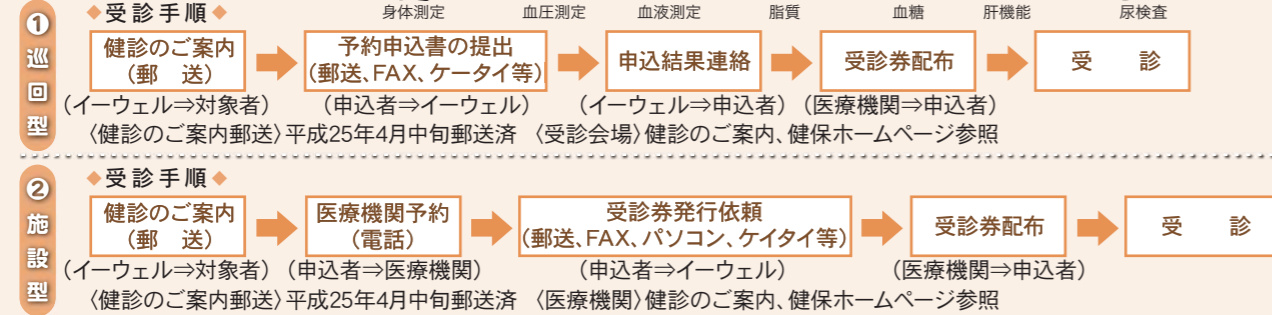 ◆受診手順◆
身体測定 血圧測定 血液測定 脂質 血糖 肝機能 尿検査
❶巡回型
健診のご案内
(郵 送)
予約申込書の提出
(郵送、FAX、ケータイ等)
申込結果連絡
受診券配布
受 診
(イーウェル⇒対象者) (申込者⇒イーウェル) (イーウェル⇒申込者) (医療機関⇒申込者)
〈健診のご案内郵送〉平成25年4月中旬郵送済 〈受診会場〉健診のご案内、健保ホームページ参照
❷施設型
◆受診手順◆
健診のご案内
(郵 送)
医療機関予約
(電話)
受診券発行依頼
(郵送、FAX、パソコン、ケイタイ等)
受診券配布
受 診
(イーウェル⇒対象者) (申込者⇒医療機関) (申込者⇒イーウェル) (医療機関⇒申込者)
〈健診のご案内郵送〉平成25年4月中旬郵送済 〈医療機関〉健診のご案内、健保ホームページ参照